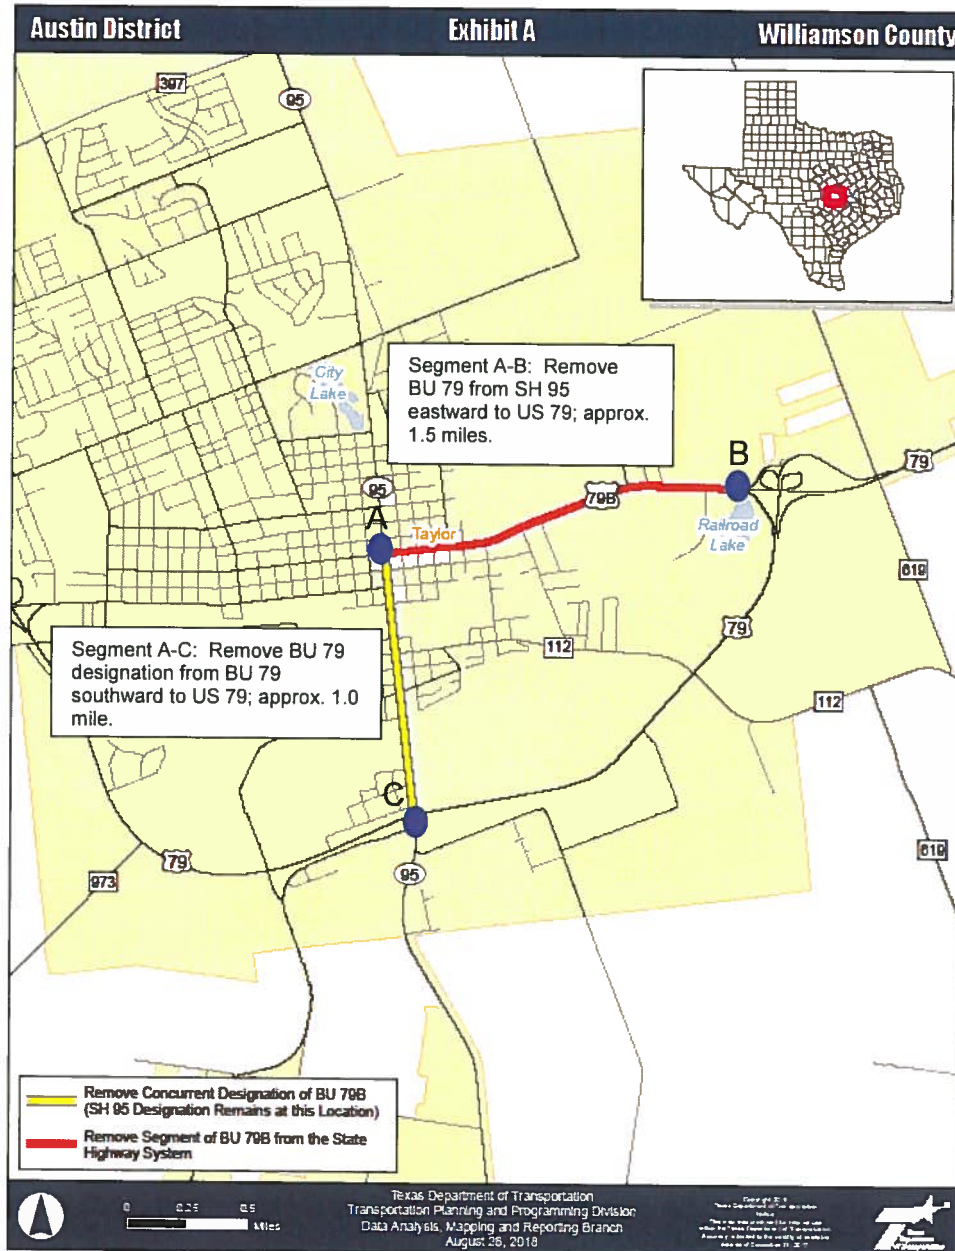 Austin District Exhibit A Williamson County
397
95
City
Lake
Segment A-B: Remove
BU 79 from SH 95
eastward to US 79; approx.
1.5 miles.
B
79
95
79B
A
Taylor
Railroad
Lake
619
79
112
Segment A-C: Remove BU 79
designation from BU 79
southward to US 79; approx. 1.0
mile.
112
C
79
95
973
619
Remove Concurrent Designation of BU 79B
(SH 95 Designation Remains at this Location)
Remove Segment of BU 79B from the State
Highway System
0 0.25 0.5
Miles
Texas Department of Transportation
Transportation Planning and Programming Division
Data Analysis, Mapping and Reporting Branch
August 26, 2018